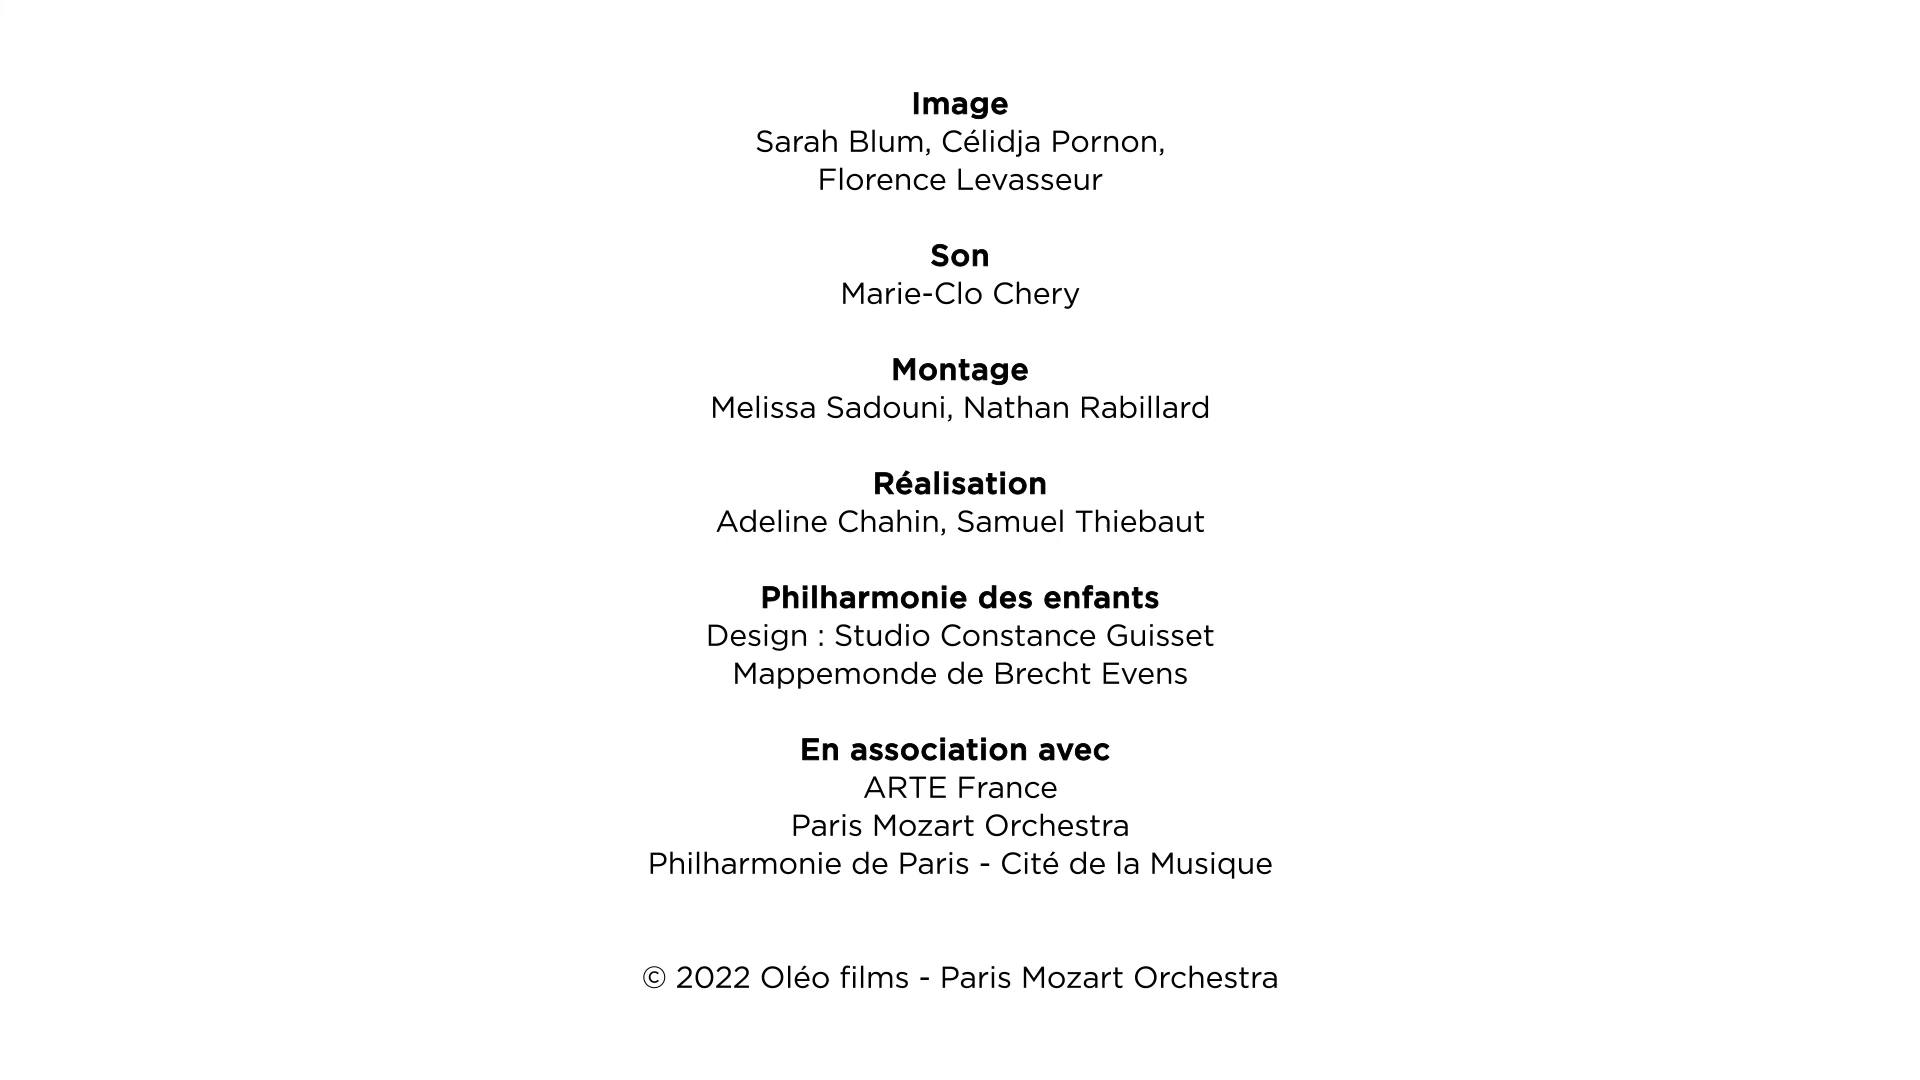 Image
Sarah Blum, Célidja Pornon,
Florence Levasseur
Son
Marie-Clo Chery
Montage
Melissa Sadouni, Nathan Rabillard
Réalisation
Adeline Chahin, Samuel Thiebaut
Philharmonie des enfants
Design : Studio Constance Guisset
Mappemonde de Brecht Evens
En association avec
ARTE France
Paris Mozart Orchestra
Philharmonie de Paris - Cité de la Musique
© 2022 Oléo films - Paris Mozart Orchestra